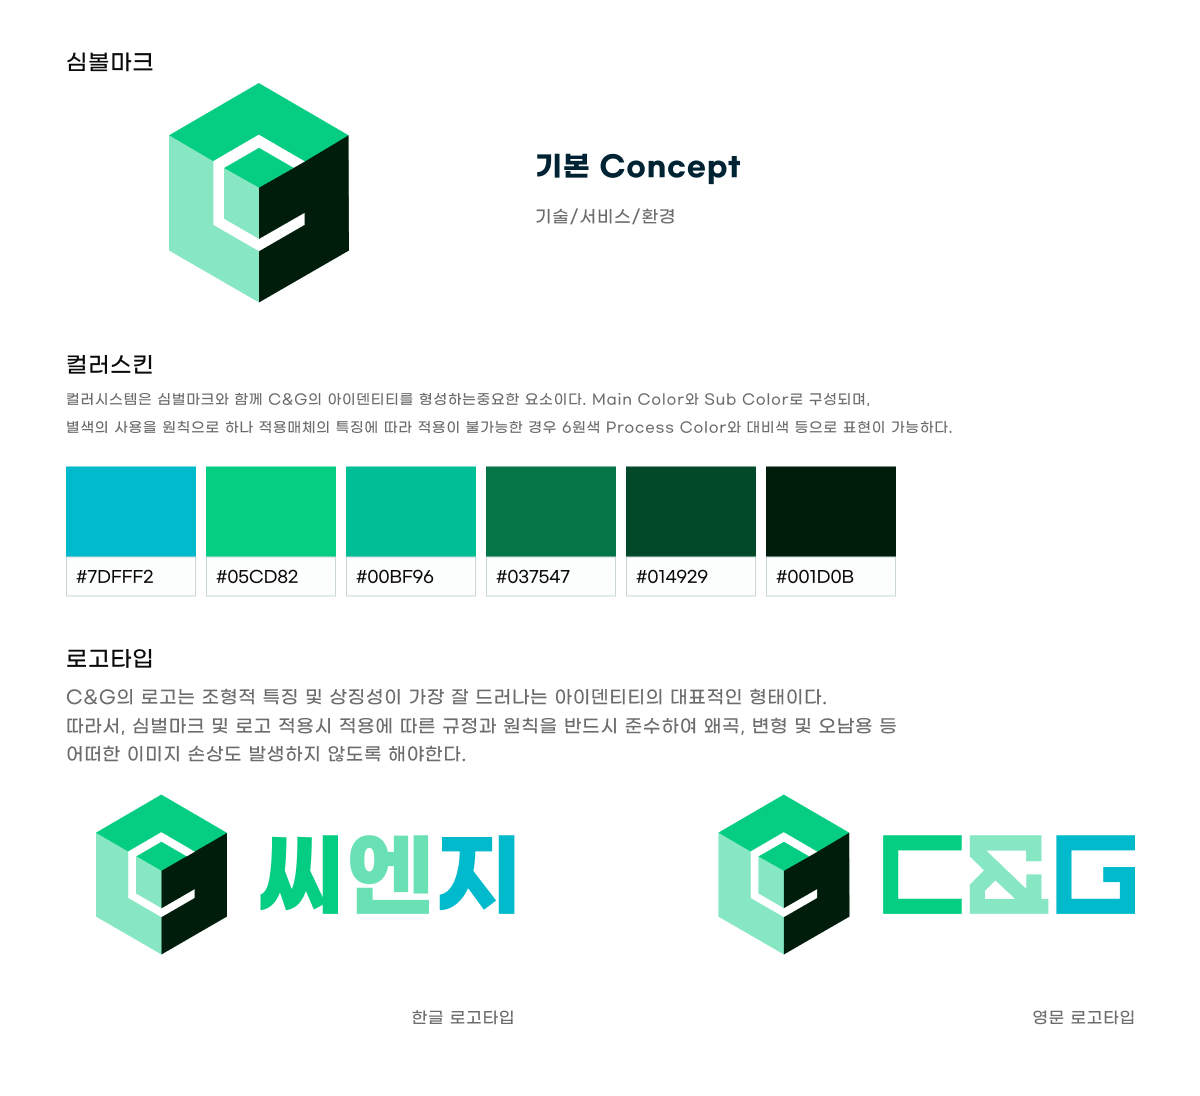 심볼마크
기본 Concept
기술/서비스/환경
컬러스킨
컬러시스템은 심벌마크와 함께 C&G의 아이덴티티를 형성하는중요한 요소이다. Main Color와 Sub Color로 구성되며,
별색의 사용을 원칙으로 하나 적용매체의 특징에 따라 적용이 불가능한 경우 6원색 Process Color와 대비색 등으로 표현이 가능하다.
#7DFFF2 #05CD82 #00BF96 #037547 #014929 #001D0B
로고타입
C&G의 로고는 조형적 특징 및 상징성이 가장 잘 드러나는 아이덴티티의 대표적인 형태이다.
따라서, 심벌마크 및 로고 적용시 적용에 따른 규정과 원칙을 반드시 준수하여 왜곡, 변형 및 오남용 등
어떠한 이미지 손상도 발생하지 않도록 해야한다.
씨엔지 C&G
한글 로고타입 영문 로고타입